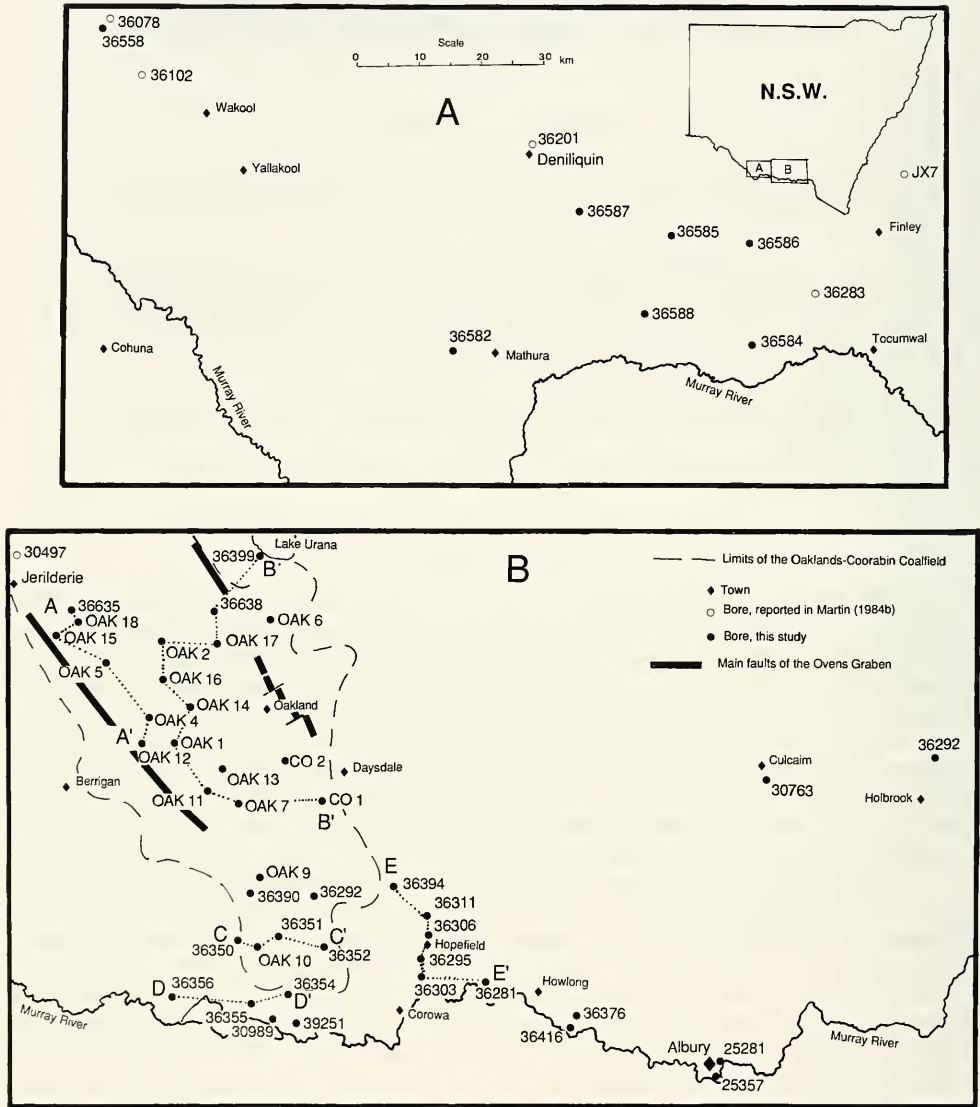 36078
36558
36102
Wakool
Yallakool
Scale
0 10 20 30 km
A
N.S.W.
A B
36201
Deniliquin
JX7
36587
36585
36586
Finley
36283
36588
36582
36584
Cohuna
Mathura
Tocumwal
Murray River
Murray River
30497
Jerilderie
36399
Lake Urana
B
B
Limits of the Oaklands-Coorabin Coalfield
Town
Bore, reported in Martin (1984b)
Bore, this study
Main faults of the Ovens Graben
A
36635
OAK 18
OAK 15
36638
OAK 6
OAK 5
OAK 2
OAK 17
OAK 16
OAK 14
Oakland
OAK 4
A'
OAK 12
OAK 1
OAK 13
CO 2
Daysdale
Berrigan
OAK 11
OAK 7
CO 1
B'
Culcairn
30763
36292
Holbrook
OAK 9
36390
36292
E
36394
36311
36306
Hopefield
36295
36303
E'
36281
C
36350
36351
OAK 10
C'
36352
D
36356
36354
D'
36355
30989
39251
Corowa
Howlong
36376
36416
Albury
25281
25357
Murray River
Murray River